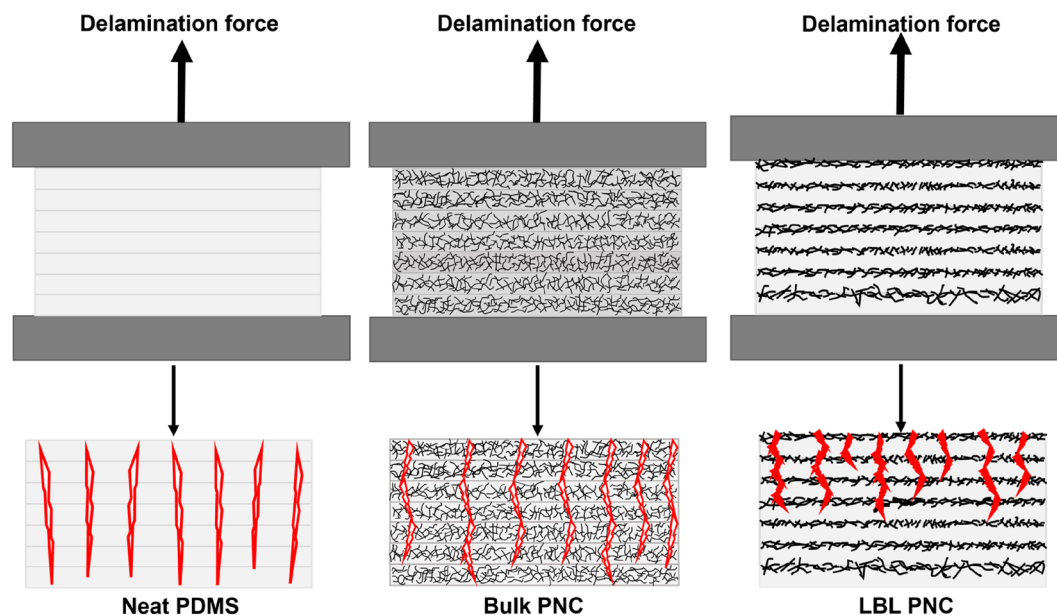 Delamination force
Delamination force
Delamination force
Neat PDMS
Bulk PNC
LBL PNC